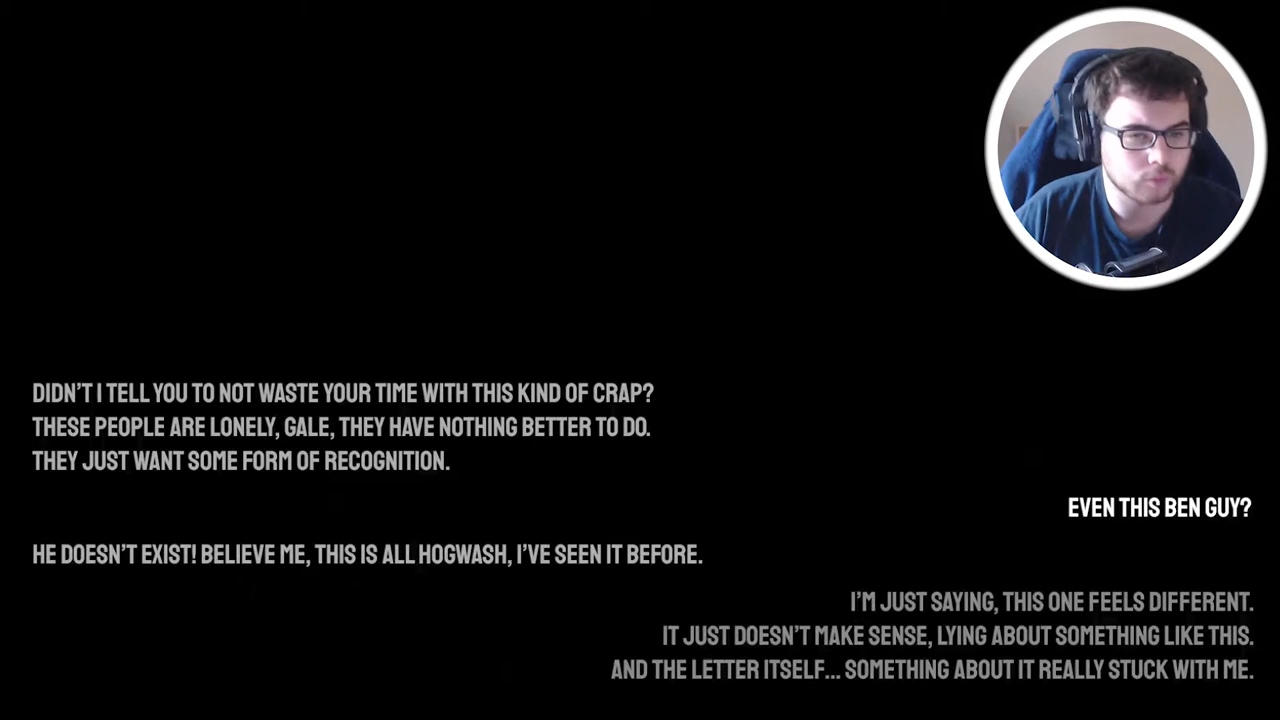 DIDN'T I TELL YOU TO NOT WASTE YOUR TIME WITH THIS KIND OF CRAP?
THESE PEOPLE ARE LONELY, GALE, THEY HAVE NOTHING BETTER TO DO.
THEY JUST WANT SOME FORM OF RECOGNITION.
EVEN THIS BEN GUY?
HE DOESN'T EXIST! BELIEVE ME, THIS IS ALL HOGWASH, I'VE SEEN IT BEFORE.
I'M JUST SAYING, THIS ONE FEELS DIFFERENT.
IT JUST DOESN'T MAKE SENSE, LYING ABOUT SOMETHING LIKE THIS.
AND THE LETTER ITSELF... SOMETHING ABOUT IT REALLY STUCK WITH ME.